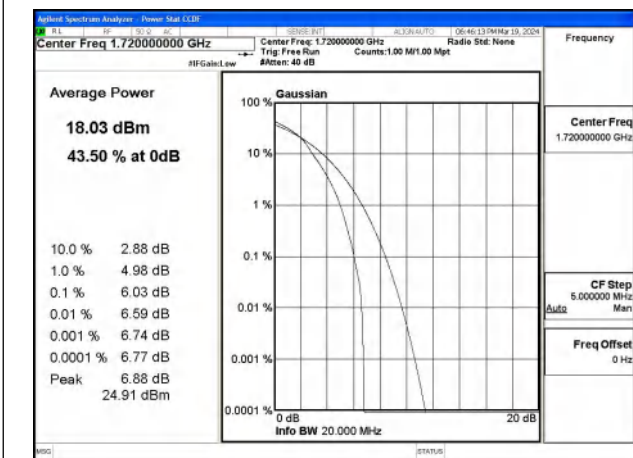 Agilent Spectrum Analyzer - Power Stat CCDF
RL RF 50 Ω AC SENSE:INT ALIGN AUTO 06:46:13 PM Mar 19, 2024
Center Freq 1.720000000 GHz
Center Freq: 1.720000000 GHz Radio Std: None
Trig: Free Run Counts:1.00 M/1.00 Mpt
#IFGain:Low #Atten: 40 dB
Frequency
Average Power
18.03 dBm
43.50 % at 0dB
10.0 % 2.88 dB
1.0 % 4.98 dB
0.1 % 6.03 dB
0.01 % 6.59 dB
0.001 % 6.74 dB
0.0001 % 6.77 dB
Peak 6.88 dB
24.91 dBm
Gaussian
100 %
10 %
1 %
0.1 %
0.01 %
0.001 %
0.0001 %
0 dB 20 dB
Info BW 20.000 MHz
Center Freq
1.720000000 GHz
CF Step
5.000000 MHz
Auto Man
Freq Offset
0 Hz
MSG STATUS